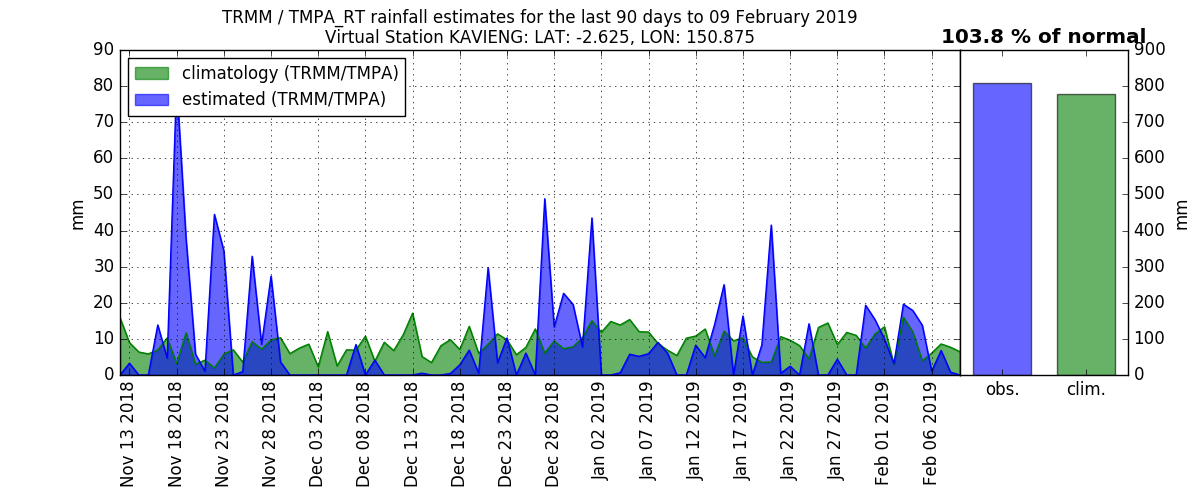 TRMM / TMPA_RT rainfall estimates for the last 90 days to 09 February 2019
Virtual Station KAVIENG: LAT: -2.625, LON: 150.875
103.8 % of normal
climatology (TRMM/TMPA)
estimated (TRMM/TMPA)
90
80
70
60
50
40
30
20
10
0
mm
Nov 13 2018
Nov 18 2018
Nov 23 2018
Nov 28 2018
Dec 03 2018
Dec 08 2018
Dec 13 2018
Dec 18 2018
Dec 23 2018
Dec 28 2018
Jan 02 2019
Jan 07 2019
Jan 12 2019
Jan 17 2019
Jan 22 2019
Jan 27 2019
Feb 01 2019
Feb 06 2019
900
800
700
600
500
400
300
200
100
0
mm
obs.
clim.